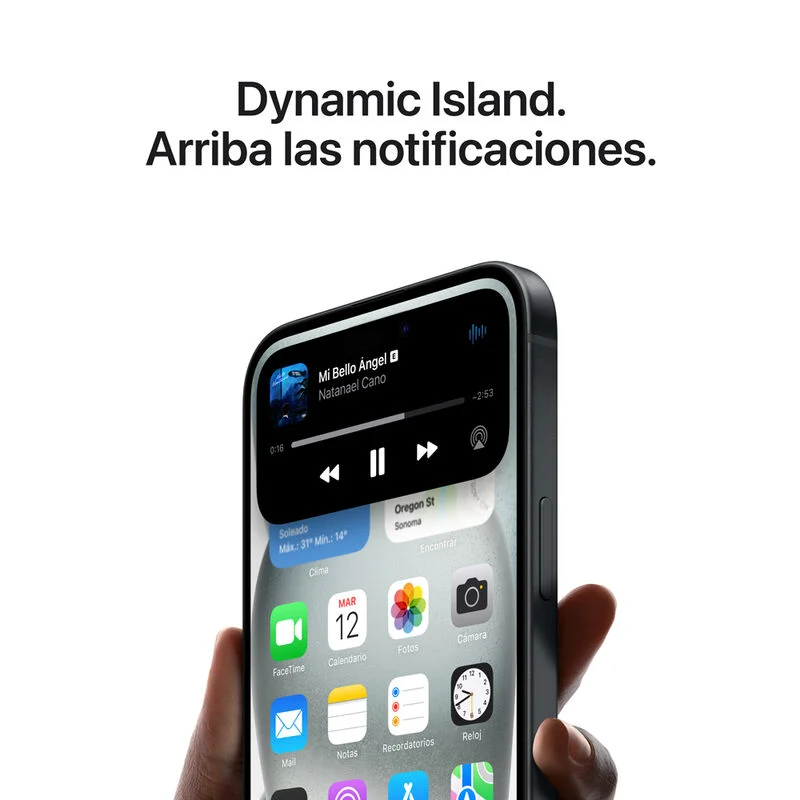 Dynamic Island.
Arriba las notificaciones.
Mi Bello Ángel E
Natanael Cano
0:16
-2:53
Soleado
Máx.: 31° Mín.: 14°
Oregon St
Sonoma
Clima
Encontrar
FaceTime
MAR
12
Calendario
Fotos
Cámara
Mail
Notas
Recordatorios
Reloj